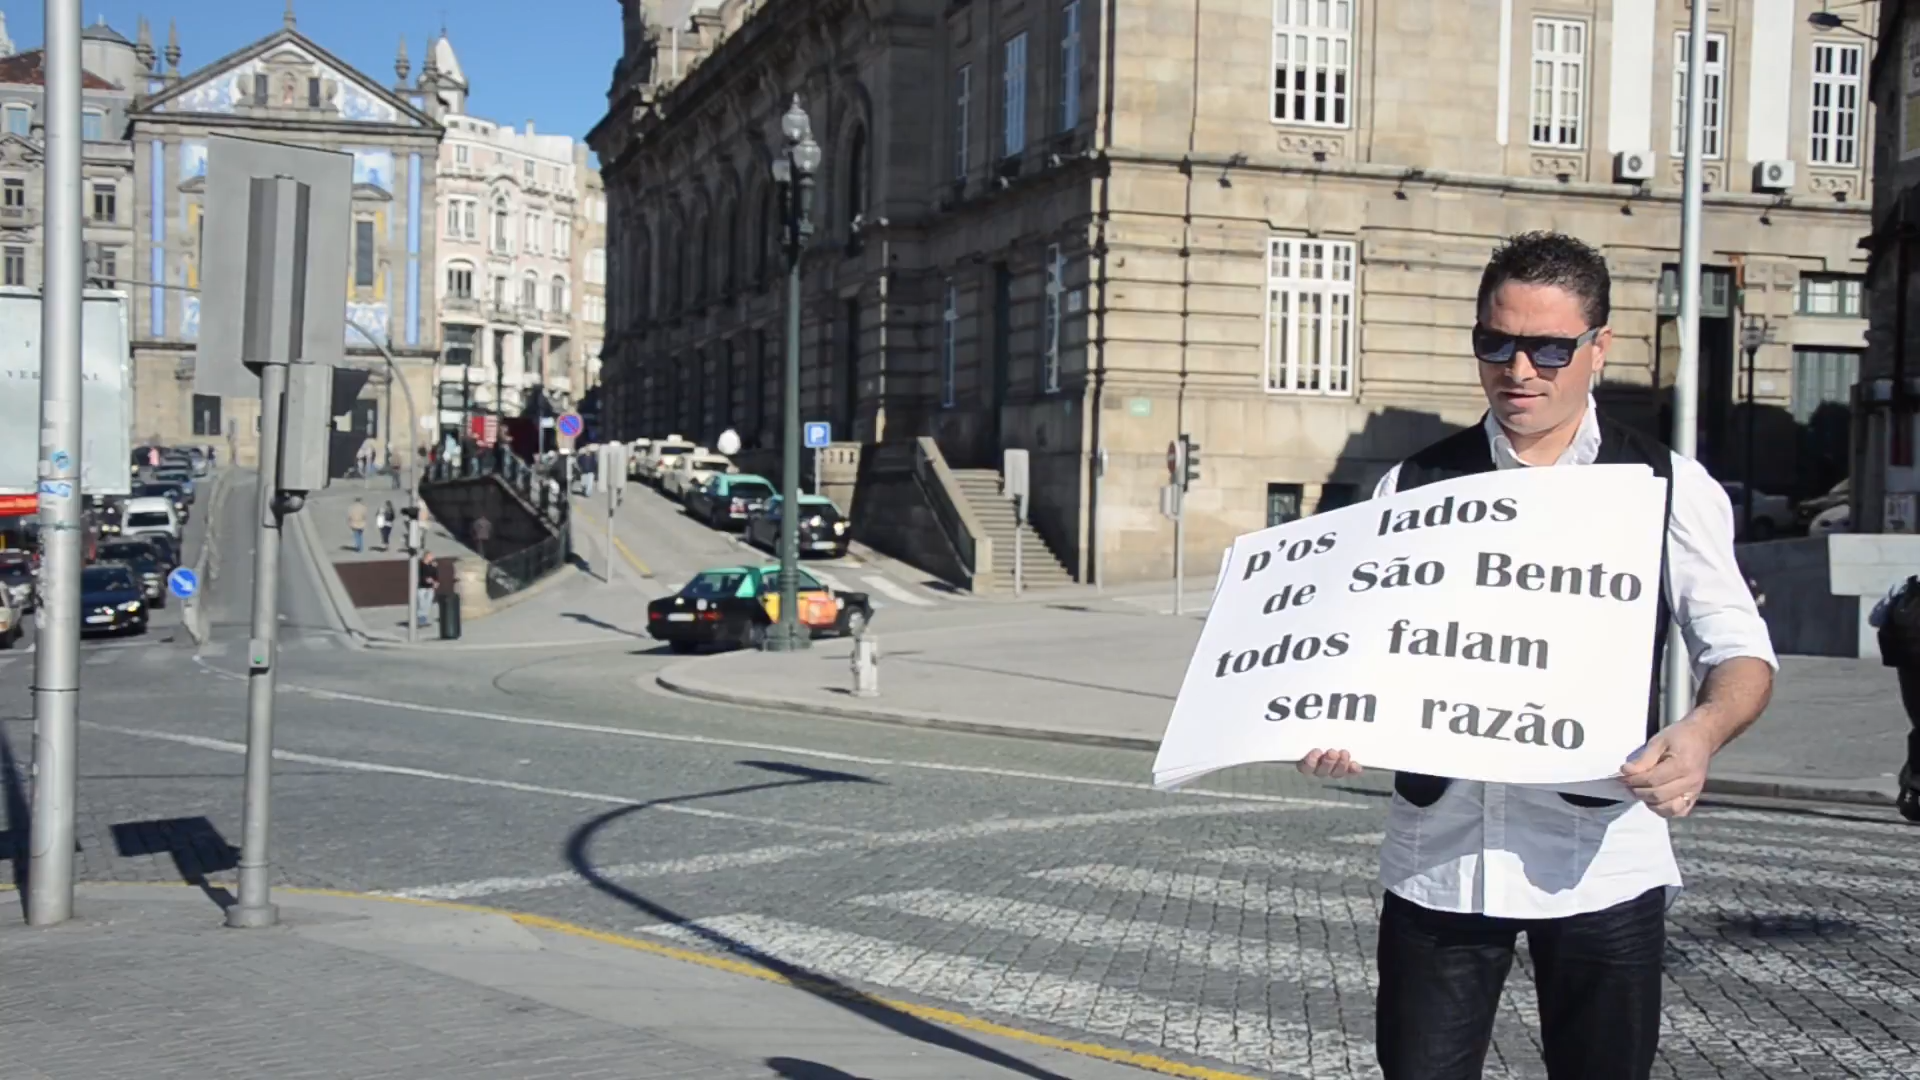 p'os lados
de São Bento
todos falam
sem razão
P